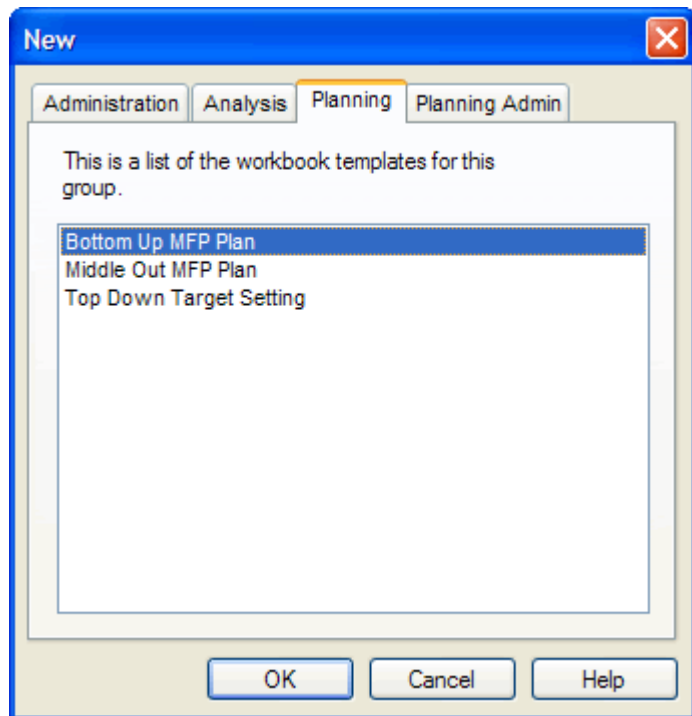 New
Administration
Analysis
Planning
Planning Admin
This is a list of the workbook templates for this
group.
Bottom Up MFP Plan
Middle Out MFP Plan
Top Down Target Setting
OK
Cancel
Help